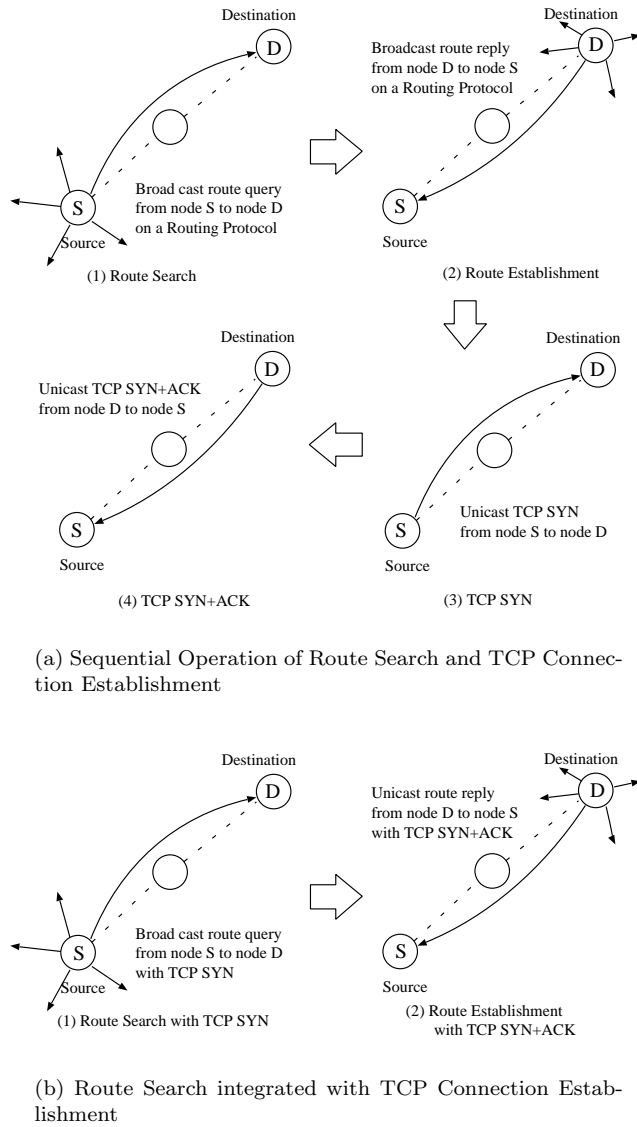 Destination
D
Broad cast route query
from node S to node D
on a Routing Protocol
S
Source
(1) Route Search
Destination
D
Broadcast route reply
from node D to node S
on a Routing Protocol
S
Source
(2) Route Establishment
Destination
D
Unicast TCP SYN+ACK
from node D to node S
S
Source
(4) TCP SYN+ACK
Destination
D
Unicast TCP SYN
from node S to node D
S
Source
(3) TCP SYN
(a) Sequential Operation of Route Search and TCP Connec-
tion Establishment
Destination
D
Broad cast route query
from node S to node D
with TCP SYN
S
Source
(1) Route Search with TCP SYN
Destination
D
Unicast route reply
from node D to node S
with TCP SYN+ACK
S
Source
(2) Route Establishment
with TCP SYN+ACK
(b) Route Search integrated with TCP Connection Estab-
lishment